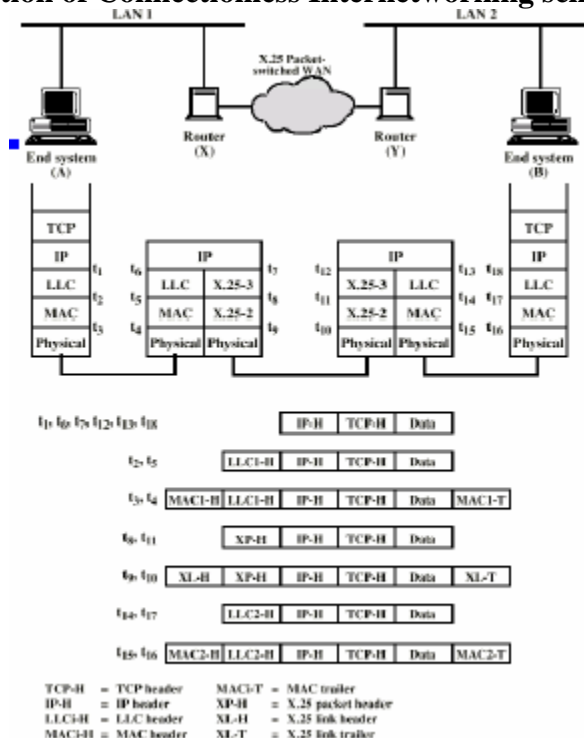 tion of Connectionless Internetworking
LAN 1 LAN 2
X.25 Packet-
switched WAN
Router
(X)
Router
(Y)
End system
(A)
End system
(B)
TCP TCP
IP IP IP IP
t1 t6 t7 t12 t13 t18
LLC LLC X.25-3 X.25-3 LLC LLC
t2 t5 t8 t11 t14 t17
MAC MAC X.25-2 X.25-2 MAC MAC
t3 t4 t9 t10 t15 t16
Physical Physical Physical Physical Physical Physical
t1, t6, t7, t12, t13, t18 IP-H TCP-H Data
t2, t5 LLC1-H IP-H TCP-H Data
t3, t4 MAC1-H LLC1-H IP-H TCP-H Data MAC1-T
t8, t11 XP-H IP-H TCP-H Data
t9, t10 XL-H XP-H IP-H TCP-H Data XL-T
t14, t17 LLC2-H IP-H TCP-H Data
t15, t16 MAC2-H LLC2-H IP-H TCP-H Data MAC2-T
TCP-H = TCP header MACi-T = MAC trailer
IP-H = IP header XP-H = X.25 packet header
LLCi-H = LLC header XL-H = X.25 link header
MACi-H = MAC header XL-T = X.25 link trailer